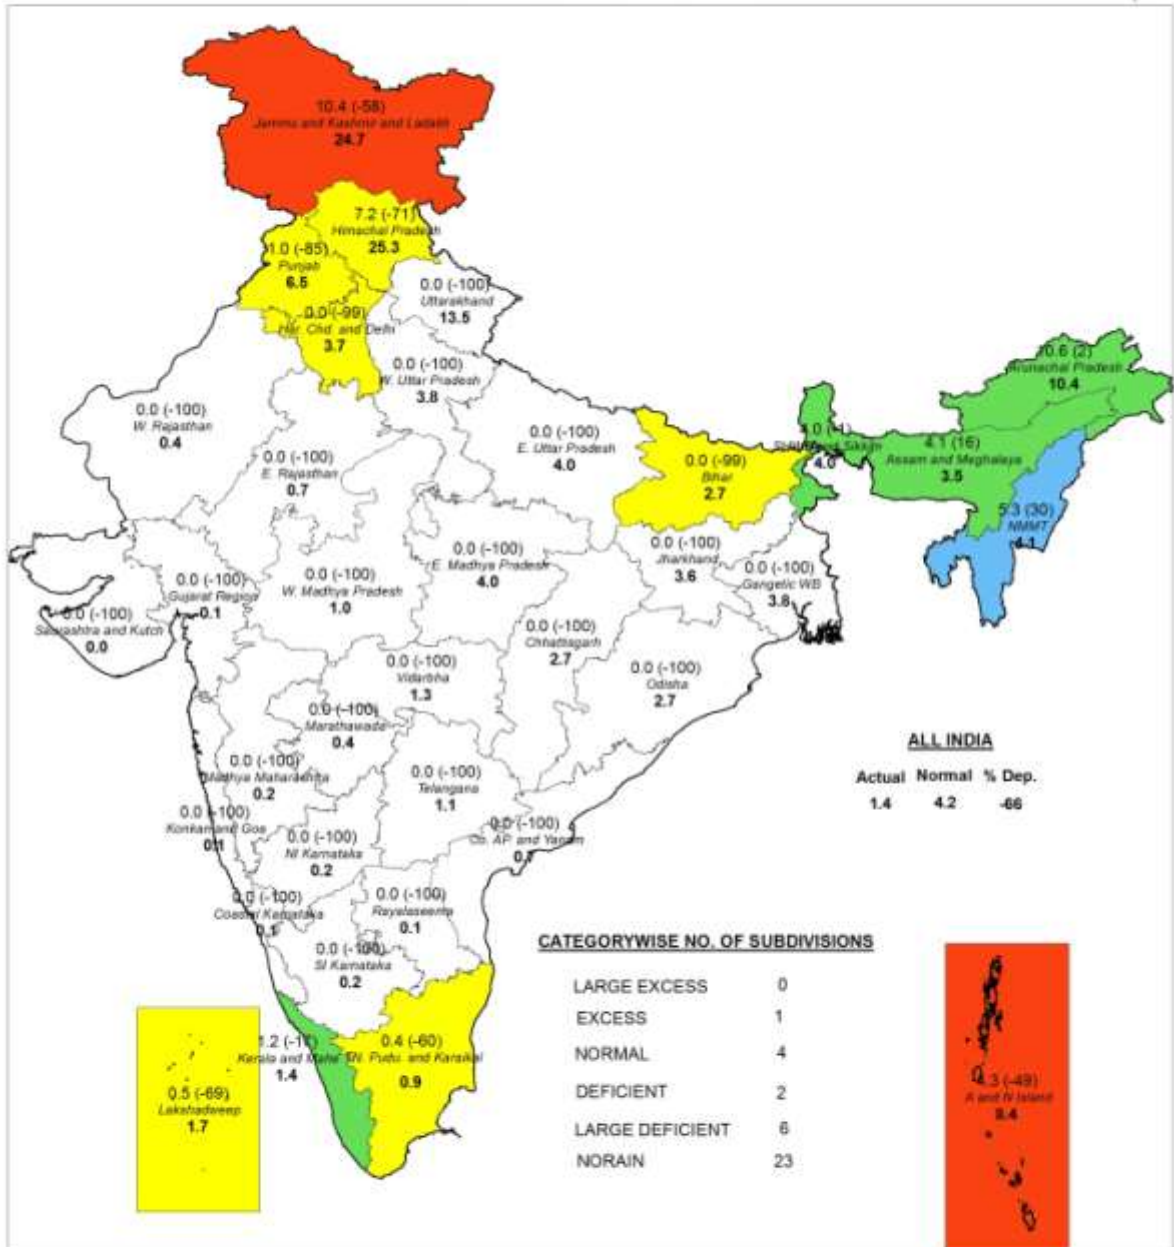 10.4 (-58)
Jammu and Kashmir and Ladakh
24.7
7.2 (-71)
Himachal Pradesh
25.3
1.0 (-85)
Punjab
6.5
0.0 (-100)
Uttarakhand
13.5
0.0 (-99)
Har. Chd. and Delhi
3.7
0.0 (-100)
W. Uttar Pradesh
3.8
10.6 (2)
Arunachal Pradesh
10.4
0.0 (-100)
W. Rajasthan
0.4
0.0 (-100)
E. Uttar Pradesh
4.0
4.0
Sikkim
4.0
4.1 (16)
Assam and Meghalaya
3.5
0.0 (-100)
E. Rajasthan
0.7
0.0 (-99)
Bihar
2.7
5.3 (30)
NMMT
4.1
0.0 (-100)
Jharkhand
3.6
0.0 (-100)
E. Madhya Pradesh
4.0
0.0 (-100)
Gangetic WB
3.8
0.0 (-100)
Gujarat Region
0.1
0.0 (-100)
W. Madhya Pradesh
1.0
0.0 (-100)
Saurashtra and Kutch
0.0
0.0 (-100)
Chhattisgarh
2.7
0.0 (-100)
Vidarbha
1.3
0.0 (-100)
Odisha
2.7
0.0 (-100)
Marathawada
0.4
0.0 (-100)
Madhya Maharashtra
0.2
0.0 (-100)
Telangana
1.1
ALL INDIA
Actual Normal % Dep.
1.4 4.2 -66
0.0 (-100)
Konkan and Goa
0.1
0.0 (-100)
NI Karnataka
0.2
0.0 (-100)
Co. AP. and Yanam
0.7
0.0 (-100)
Coastal Karnataka
0.1
0.0 (-100)
Rayalaseema
0.1
0.0 (-100)
SI Karnataka
0.2
1.2 (-17)
Kerala and Mahe
1.4
0.4 (-60)
TN. Pudu. and Karaikal
0.9
0.5 (-69)
Lakshadweep
1.7
CATEGORYWISE NO. OF SUBDIVISIONS
LARGE EXCESS 0
EXCESS 1
NORMAL 4
DEFICIENT 2
LARGE DEFICIENT 6
NORAIN 23
4.3 (-49)
A and N Island
8.4